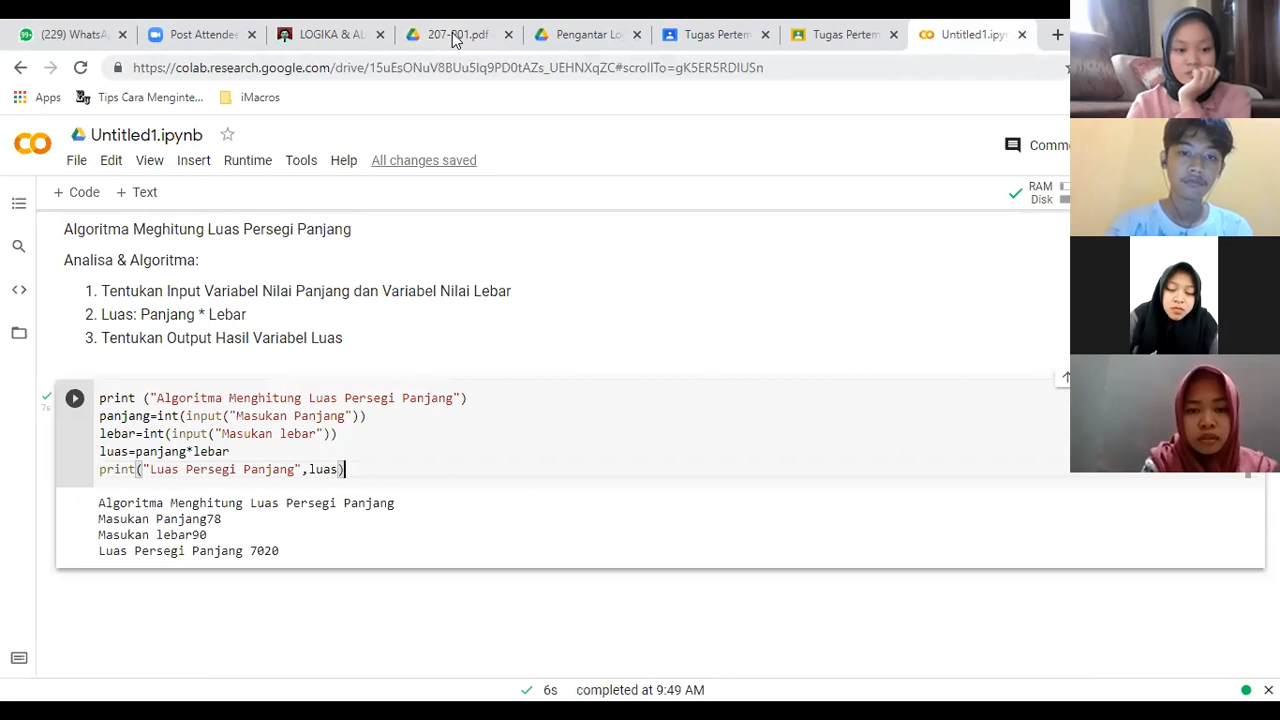 (229) WhatsA
Post Attendee
LOGIKA & AL
207-P01.pdf
Pengantar Lo
Tugas Pertem
Tugas Pertem
Untitled1.ipyn
https://colab.research.google.com/drive/15uEsONuV8BUu5Iq9PD0tAZs_UEHNXqZC#scrollTo=gK5ER5RDIUSn
Apps
Tips Cara Menginte...
iMacros
CO
Untitled1.ipynb
File Edit View Insert Runtime Tools Help All changes saved
Comme
+ Code + Text
RAM
Disk
Algoritma Meghitung Luas Persegi Panjang
Analisa & Algoritma:
1. Tentukan Input Variabel Nilai Panjang dan Variabel Nilai Lebar
2. Luas: Panjang * Lebar
3. Tentukan Output Hasil Variabel Luas
7s
print ("Algoritma Menghitung Luas Persegi Panjang")
panjang=int(input("Masukan Panjang"))
lebar=int(input("Masukan lebar"))
luas=panjang*lebar
print("Luas Persegi Panjang",luas)
Algoritma Menghitung Luas Persegi Panjang
Masukan Panjang78
Masukan lebar90
Luas Persegi Panjang 7020
6s completed at 9:49 AM